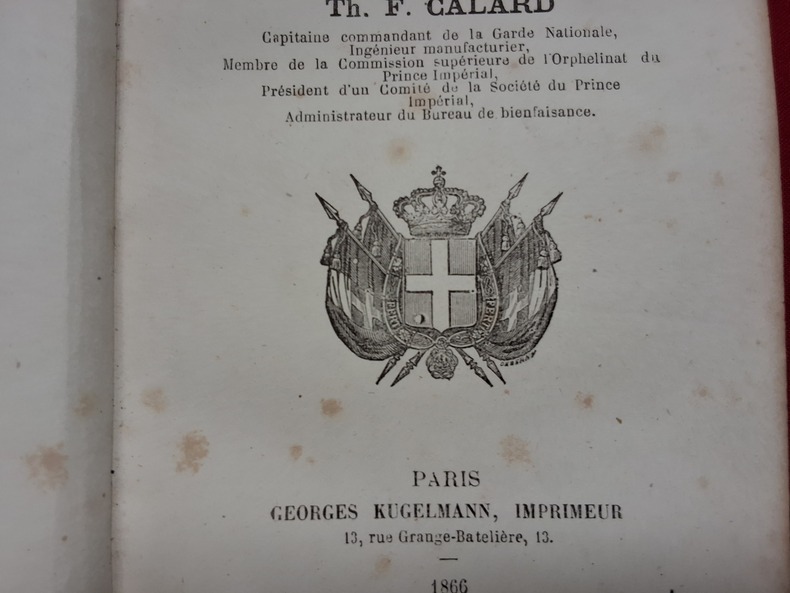 Th. F. CALARD
Capitaine commandant de la Garde Nationale,
Ingénieur manufacturier,
Membre de la Commission supérieure de l'Orphelinat du
Prince Impérial,
Président d'un Comité de la Société du Prince
Impérial,
Administrateur du Bureau de bienfaisance.
PARIS
GEORGES KUGELMANN, IMPRIMEUR
13, rue Grange-Batelière, 13.
1866